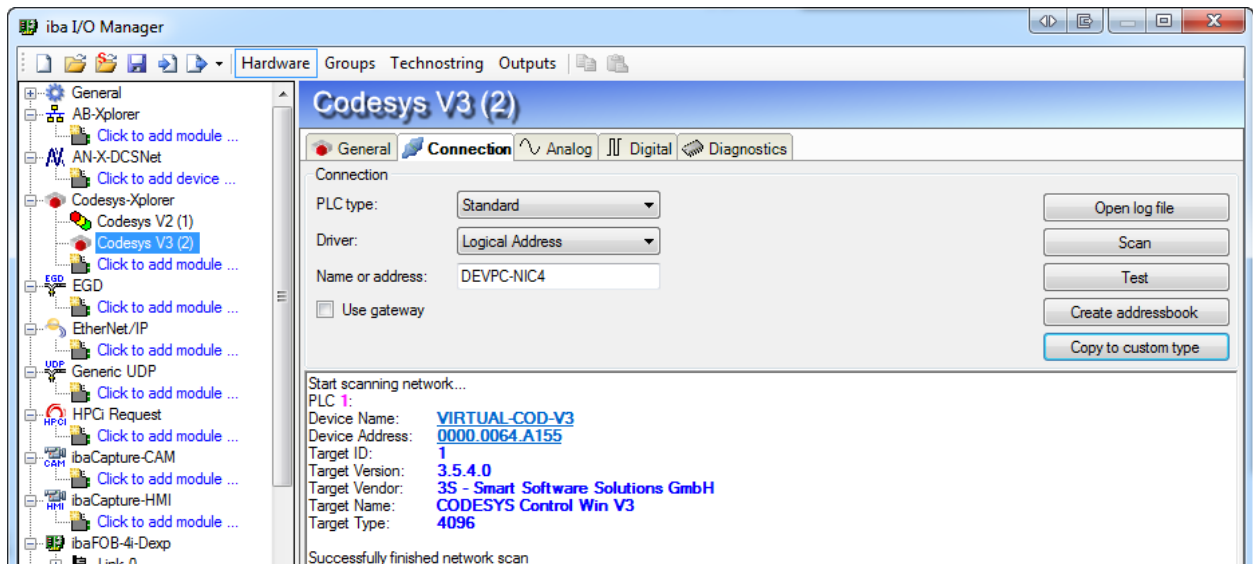 iba I/O Manager
Hardware Groups Technostring Outputs
General
AB-Xplorer
Click to add module ...
AN-X-DCSNet
Click to add device ...
Codesys-Xplorer
Codesys V2 (1)
Codesys V3 (2)
Click to add module ...
EGD
EGD
Click to add module ...
EtherNet/IP
Click to add module ...
UDP
Generic UDP
Click to add module ...
HPCi
HPCi Request
Click to add module ...
CAM
ibaCapture-CAM
Click to add module ...
HMI
ibaCapture-HMI
Click to add module ...
ibaFOB-4i-Dexp
Link 0
Codesys V3 (2)
General Connection Analog Digital Diagnostics
Connection
PLC type: Standard
Driver: Logical Address
Name or address: DEVPC-NIC4
Use gateway
Open log file
Scan
Test
Create addressbook
Copy to custom type
Start scanning network...
PLC 1:
Device Name: VIRTUAL-COD-V3
Device Address: 0000.0064.A155
Target ID: 1
Target Version: 3.5.4.0
Target Vendor: 3S - Smart Software Solutions GmbH
Target Name: CODESYS Control Win V3
Target Type: 4096
Successfully finished network scan